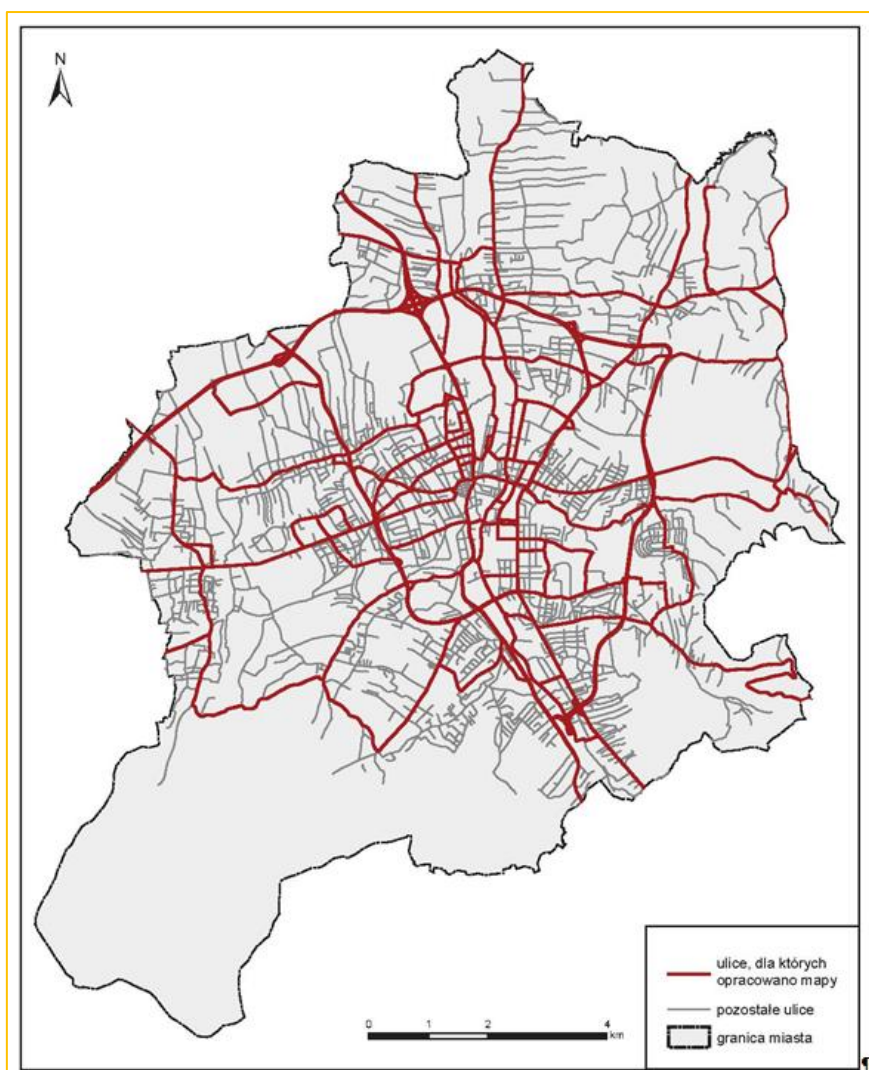 N
ulice, dla których
opracowano mapy
pozostałe ulice
granica miasta
0 1 2 4
km
¶